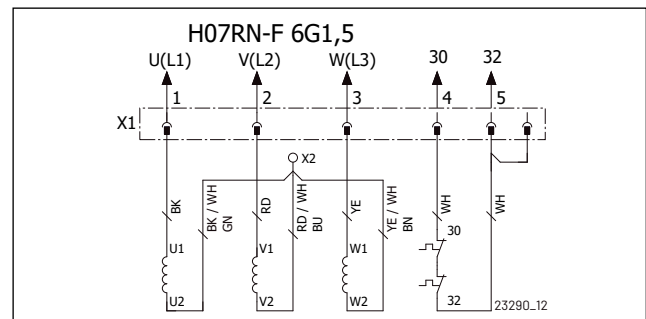 H07RN-F 6G1,5
U(L1) V(L2) W(L3) 30 32
1 2 3 4 5
X1
X2
BK
BK / WH
GN
RD
RD / WH
BU
YE
YE / WH
BN
WH
WH
30
U1 V1 W1
U2 V2 W2 32
23290_12